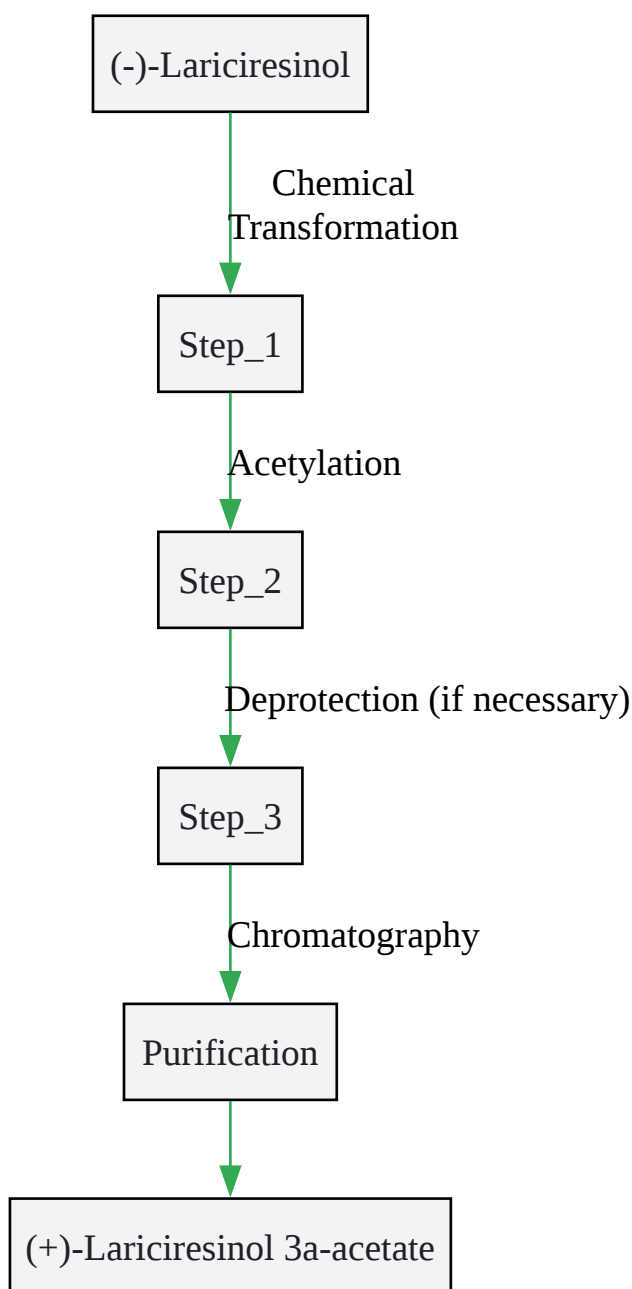 (-)-Lariciresinol
Chemical
Transformation
Step_1
Acetylation
Step_2
Deprotection (if necessary)
Step_3
Chromatography
Purification
(+)-Lariciresinol 3a-acetate